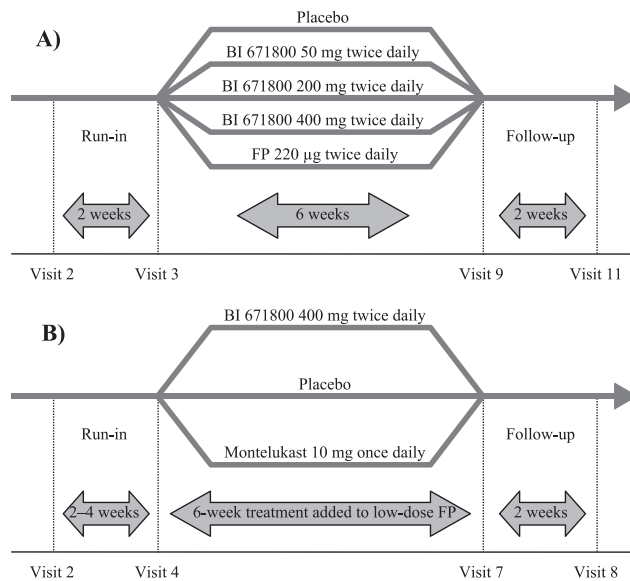 A)
Placebo
BI 671800 50 mg twice daily
BI 671800 200 mg twice daily
BI 671800 400 mg twice daily
FP 220 µg twice daily
Run-in
Follow-up
2 weeks
6 weeks
2 weeks
Visit 2
Visit 3
Visit 9
Visit 11
B)
BI 671800 400 mg twice daily
Placebo
Montelukast 10 mg once daily
Run-in
Follow-up
2–4 weeks
6-week treatment added to low-dose FP
2 weeks
Visit 2
Visit 4
Visit 7
Visit 8